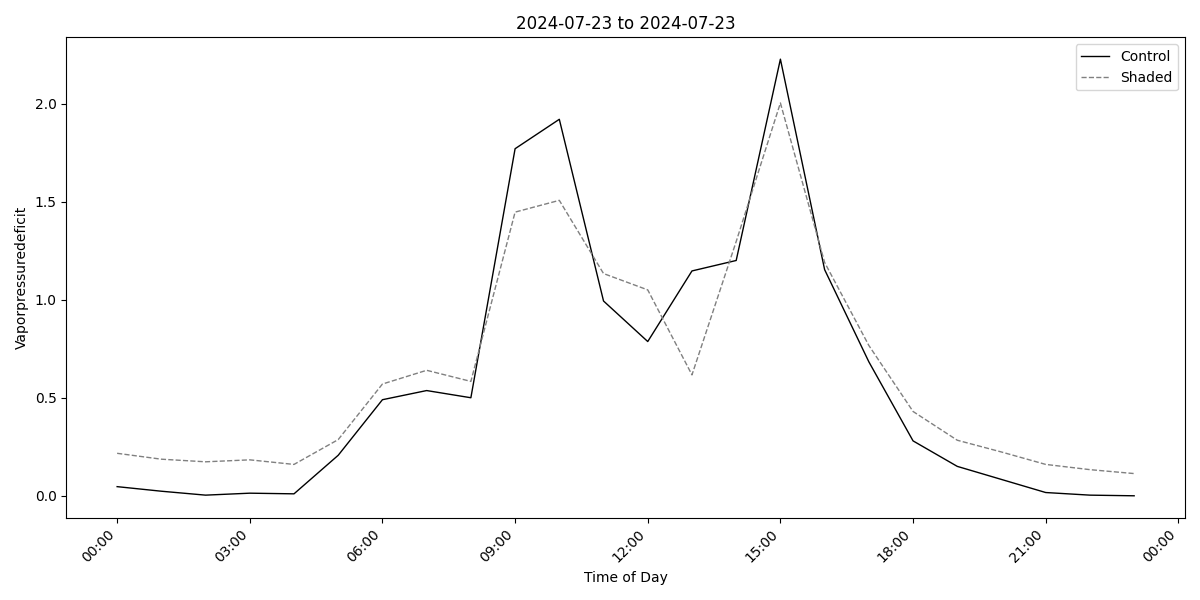 2024-07-23 to 2024-07-23
Control
Shaded
Vaporpressuredeficit
2.0
1.5
1.0
0.5
0.0
00:00
03:00
06:00
09:00
12:00
15:00
18:00
21:00
00:00
Time of Day